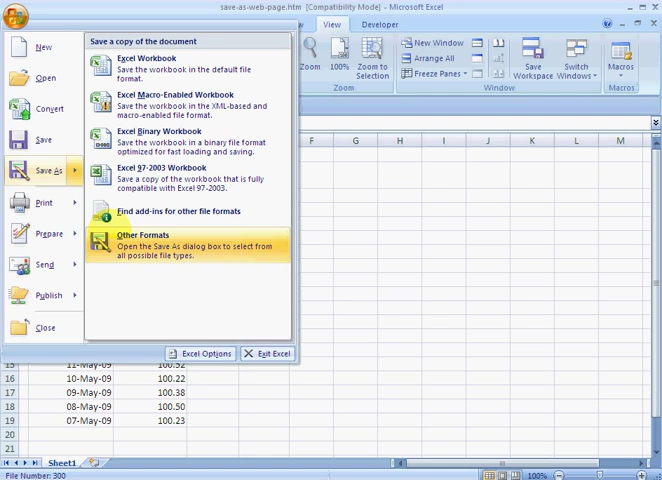 save-as-web-page.htm [Compatibility Mode] - Microsoft Excel
View Developer
New Window
Arrange All
Freeze Panes
Zoom
100%
Zoom to Selection
Save Workspace
Switch Windows
Macros
Zoom Window Macros
New
Open
Convert
Save
Save As
Print
Prepare
Send
Publish
Close
Save a copy of the document
Excel Workbook
Save the workbook in the default file
format.
Excel Macro-Enabled Workbook
Save the workbook in the XML-based and
macro-enabled file format.
Excel Binary Workbook
Save the workbook in a binary file format
optimized for fast loading and saving.
Excel 97-2003 Workbook
Save a copy of the workbook that is fully
compatible with Excel 97-2003.
Find add-ins for other file formats
Other Formats
Open the Save As dialog box to select from
all possible file types.
Excel Options Exit Excel
F G H I J K L M
15 11-May-09 100.52
16 10-May-09 100.22
17 09-May-09 100.38
18 08-May-09 100.50
19 07-May-09 100.23
20
21
Sheet1
File Number: 300 100%